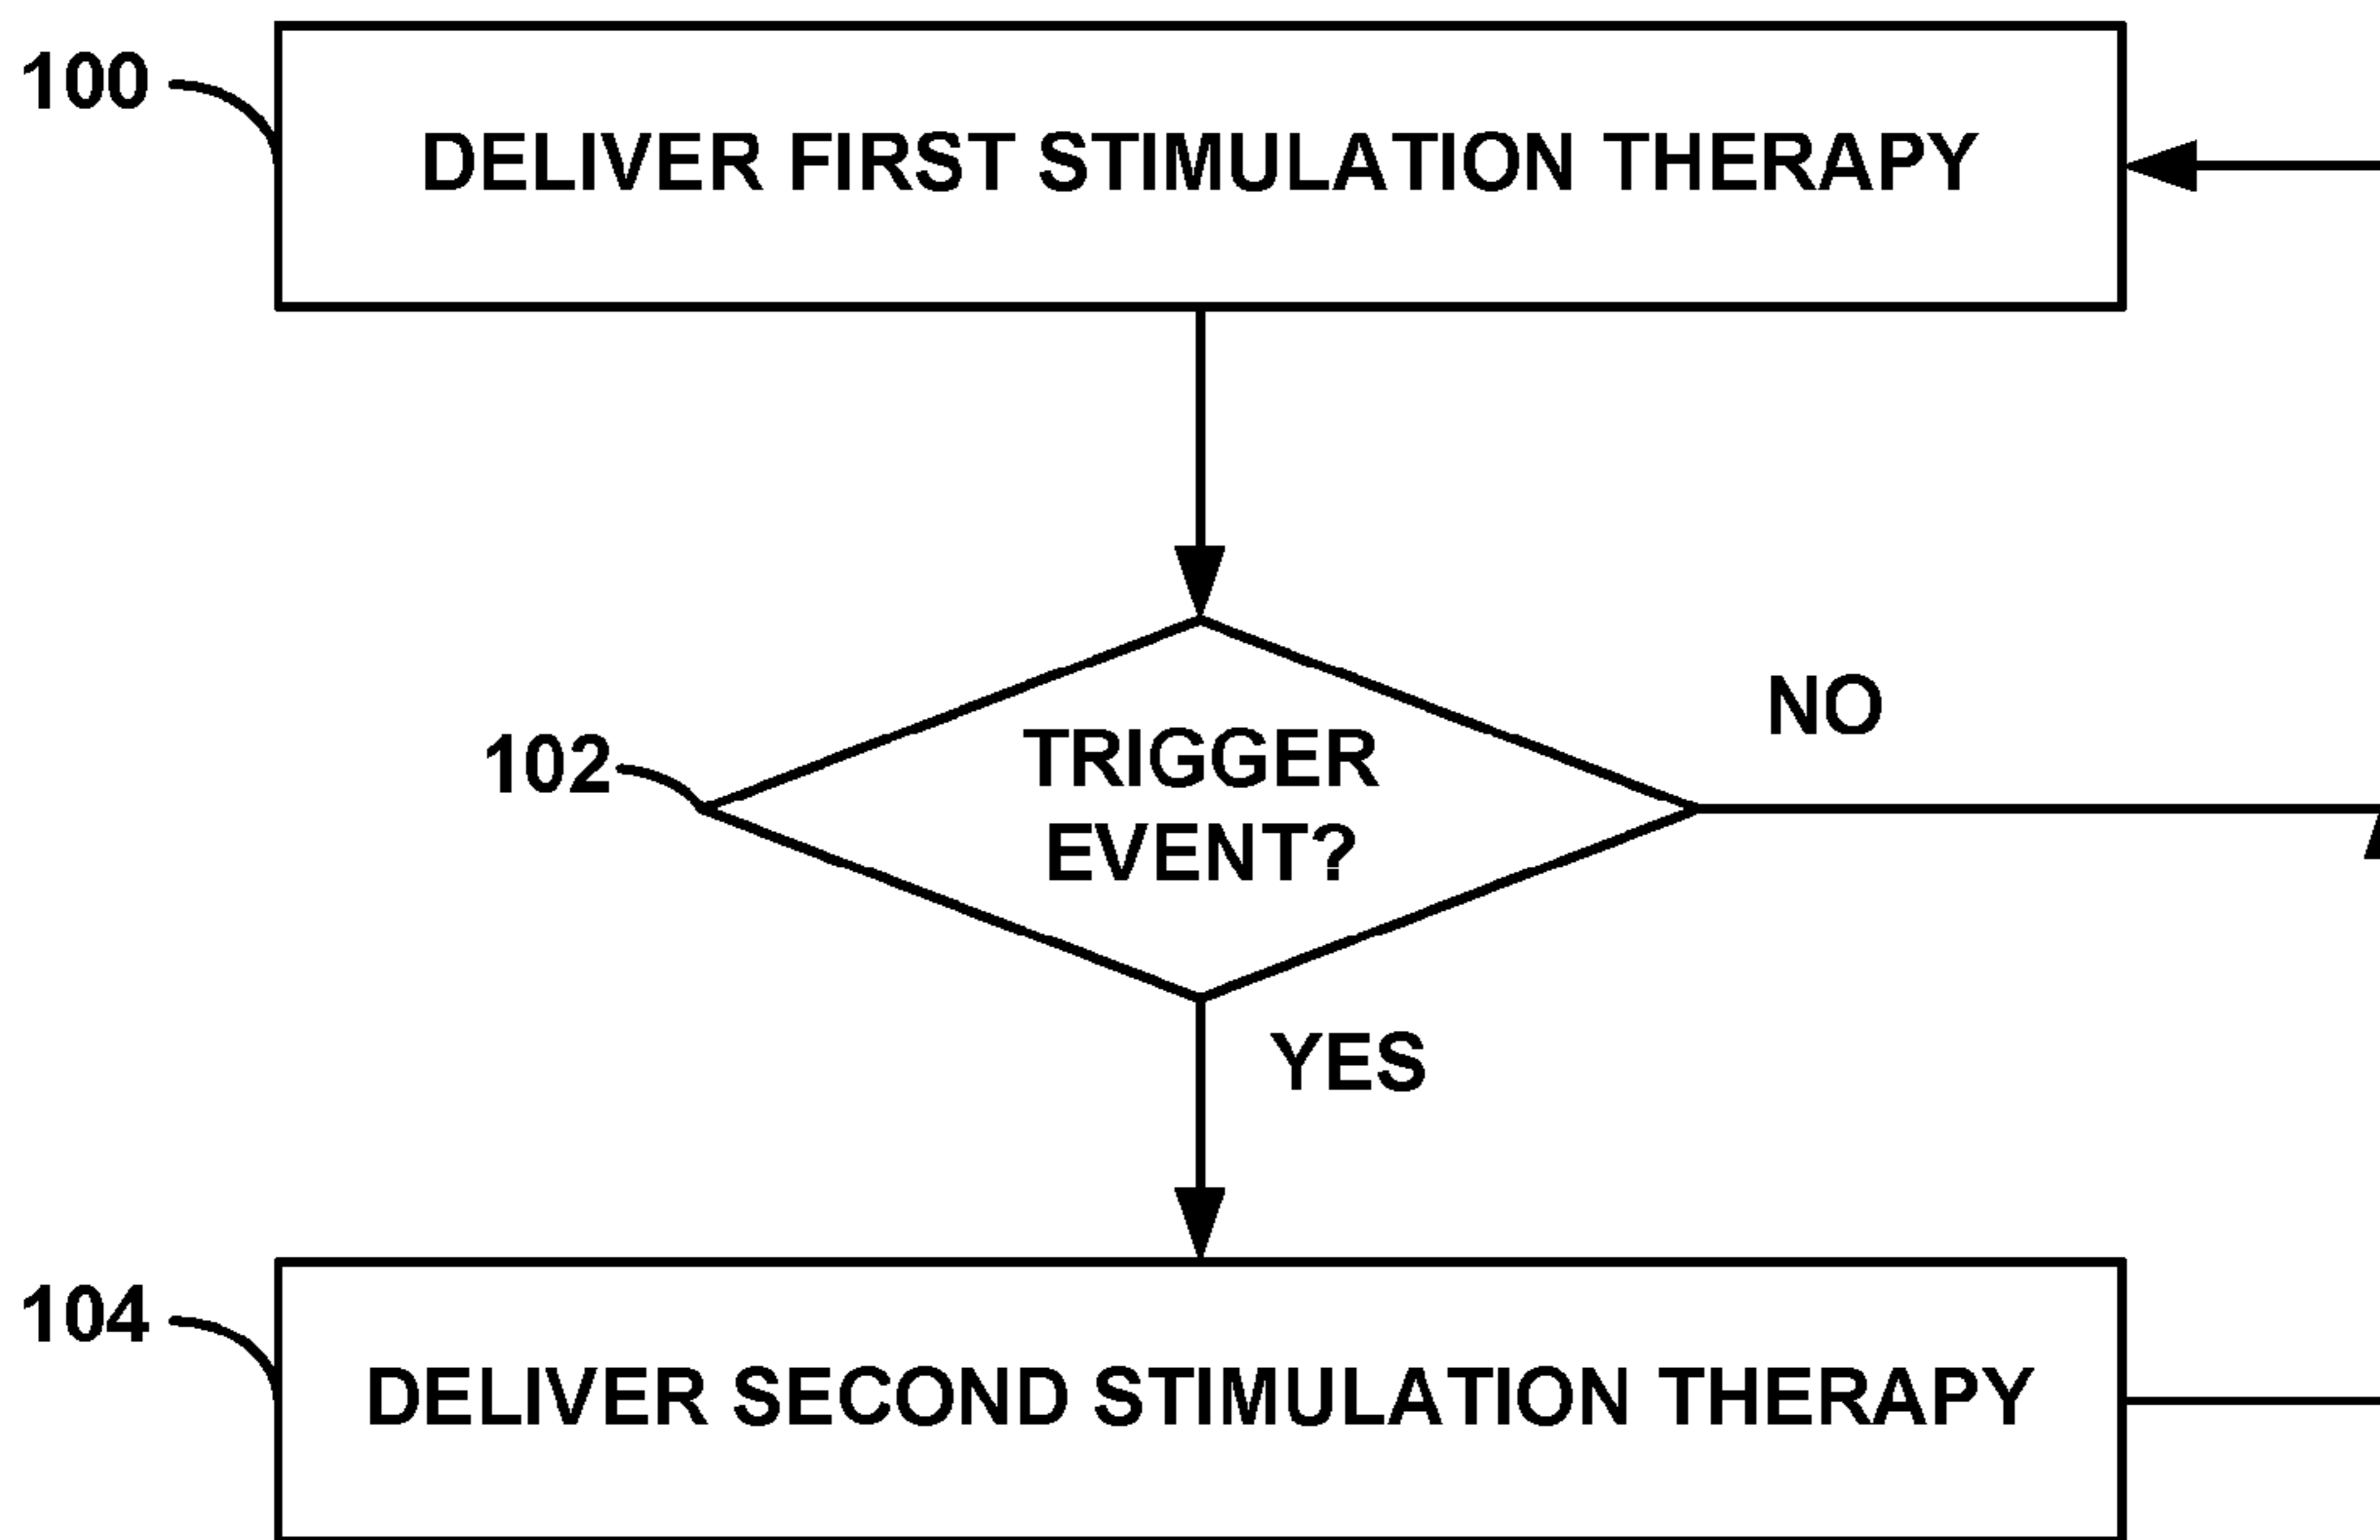 100
DELIVER FIRST STIMULATION THERAPY
102
TRIGGER
EVENT?
NO
YES
104
DELIVER SECOND STIMULATION THERAPY